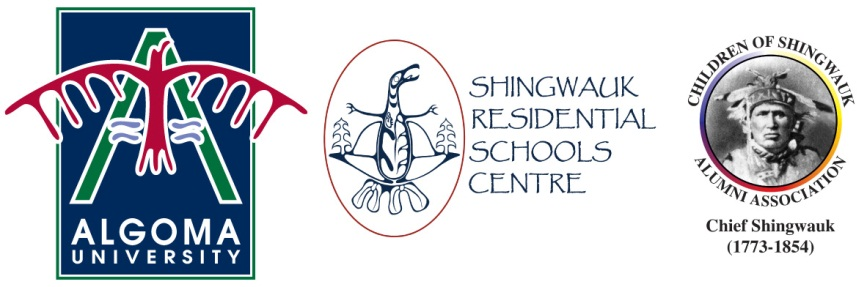 ALGOMA
UNIVERSITY
SHINGWAUK
RESIDENTIAL
SCHOOLS
CENTRE
CHILDREN OF SHINGWAUK
ALUMNI ASSOCIATION
Chief Shingwauk
(1773-1854)